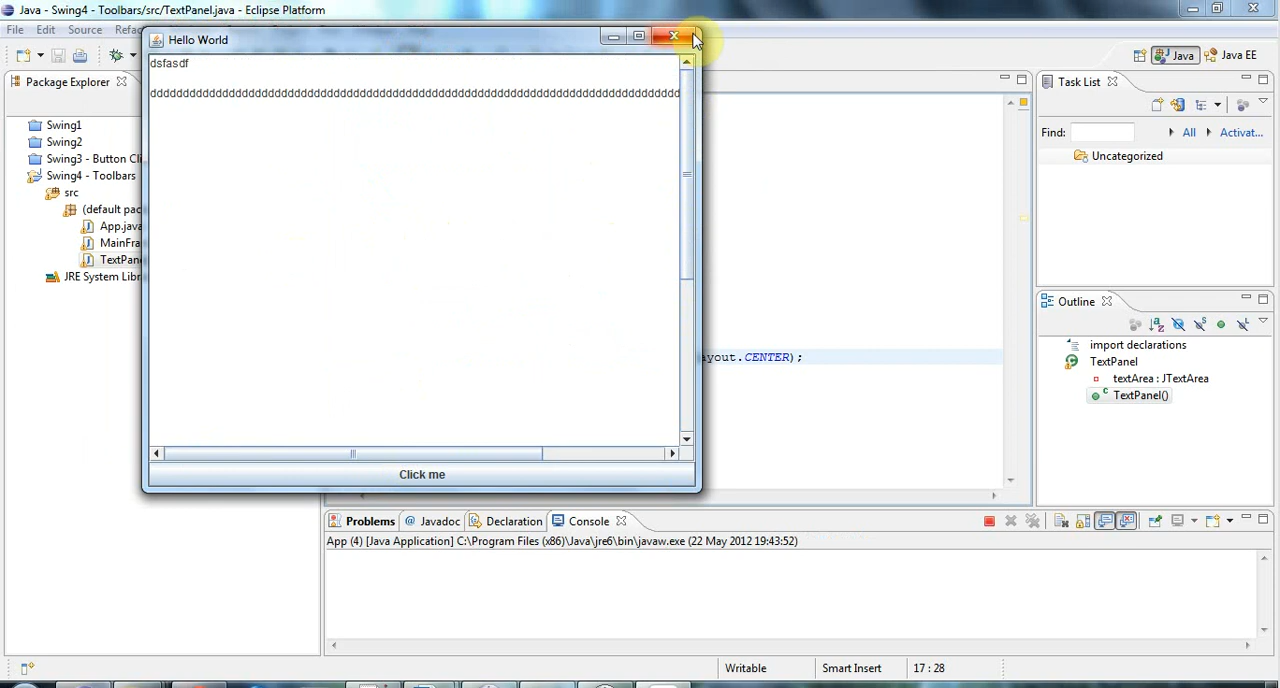 Java - Swing4 - Toolbars/src/TextPanel.java - Eclipse Platform
File Edit Source
Hello World
Java
Java EE
Package Explorer
dsfasdf
Task List
Find:
All
Activat...
Uncategorized
Swing1
Swing2
Swing3 - Button Cli
Swing4 - Toolbars
src
(default pac
App.java
MainFra
TextPan
JRE System Libr
Outline
import declarations
TextPanel
textArea : JTextArea
TextPanel()
ayout.CENTER);
Click me
Problems
Javadoc
Declaration
Console
App (4) [Java Application] C:\Program Files (x86)\Java\jre6\bin\javaw.exe (22 May 2012 19:43:52)
Writable
Smart Insert
17 : 28